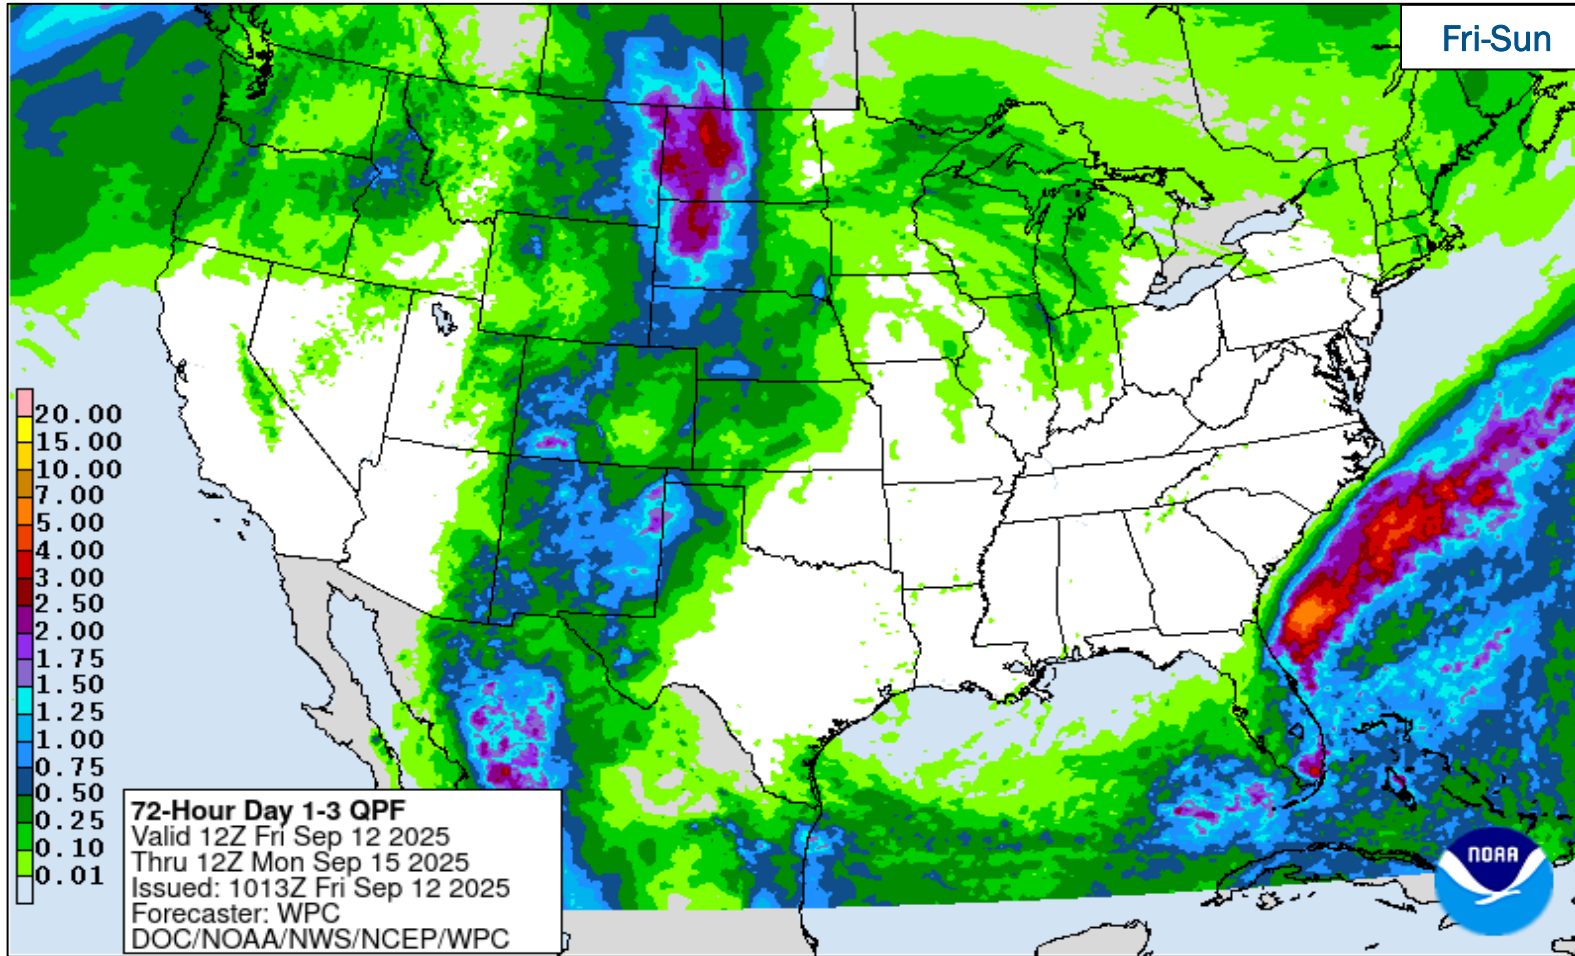 Fri-Sun
20.00
15.00
10.00
7.00
5.00
4.00
3.00
2.50
2.00
1.75
1.50
1.25
1.00
0.75
0.50
0.25
0.10
0.01
72-Hour Day 1-3 QPF
Valid 12Z Fri Sep 12 2025
Thru 12Z Mon Sep 15 2025
Issued: 1013Z Fri Sep 12 2025
Forecaster: WPC
DOC/NOAA/NWS/NCEP/WPC
NOAA